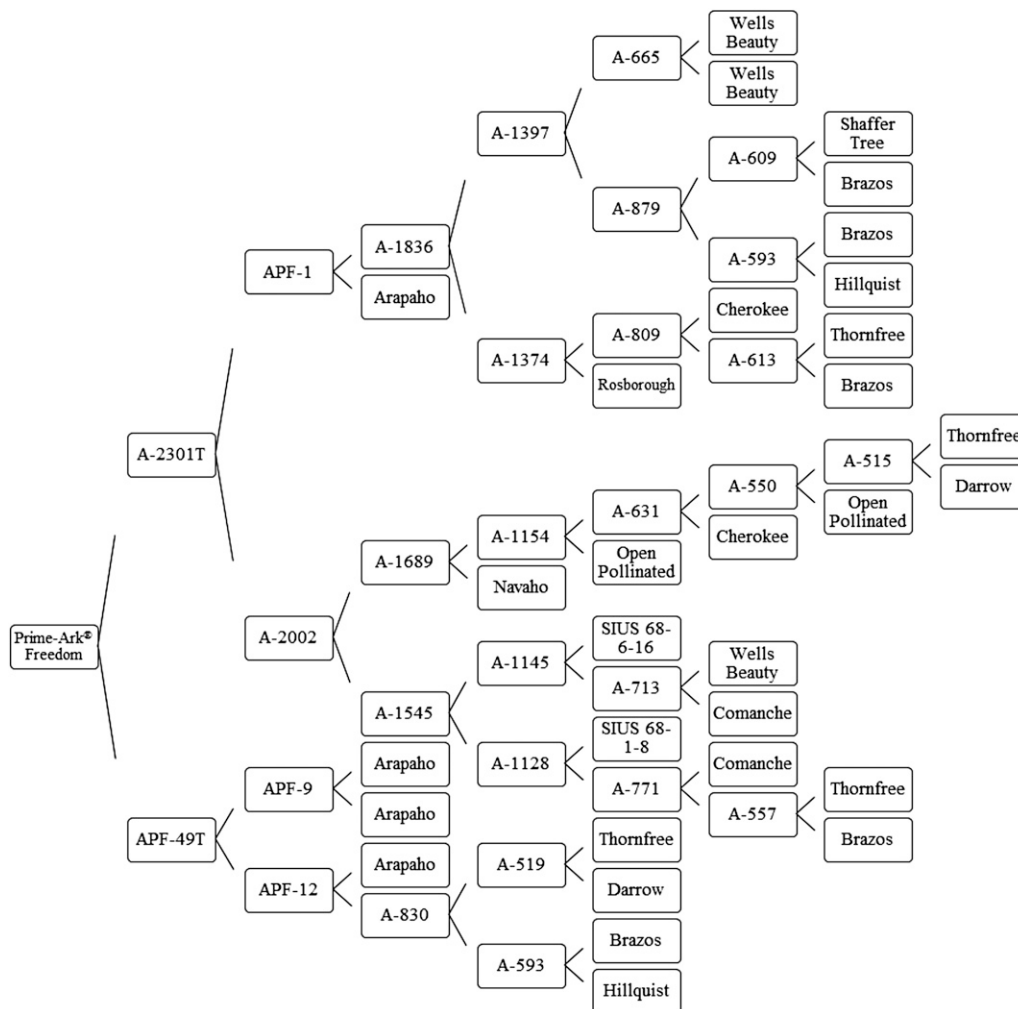 Wells
Beauty
A-665
Wells
Beauty
A-1397
Shaffer
Tree
A-609
Brazos
A-879
Brazos
A-1836
A-593
APF-1
Hillquist
Arapaho
Cherokee
A-809
Thornfree
A-1374
A-613
Rosborough
Brazos
Thornfree
A-2301T
A-515
A-550
Darrow
A-631
Open
Pollinated
A-1154
Cherokee
A-1689
Open
Pollinated
Navaho
SIUS 68-
6-16
Prime-Ark®
Freedom
A-2002
A-1145
Wells
Beauty
A-713
A-1545
Comanche
SIUS 68-
1-8
Arapaho
A-1128
Comanche
APF-9
A-771
Thornfree
Arapaho
A-557
APF-49T
Thornfree
Brazos
Arapaho
A-519
APF-12
Darrow
A-830
Brazos
A-593
Hillquist